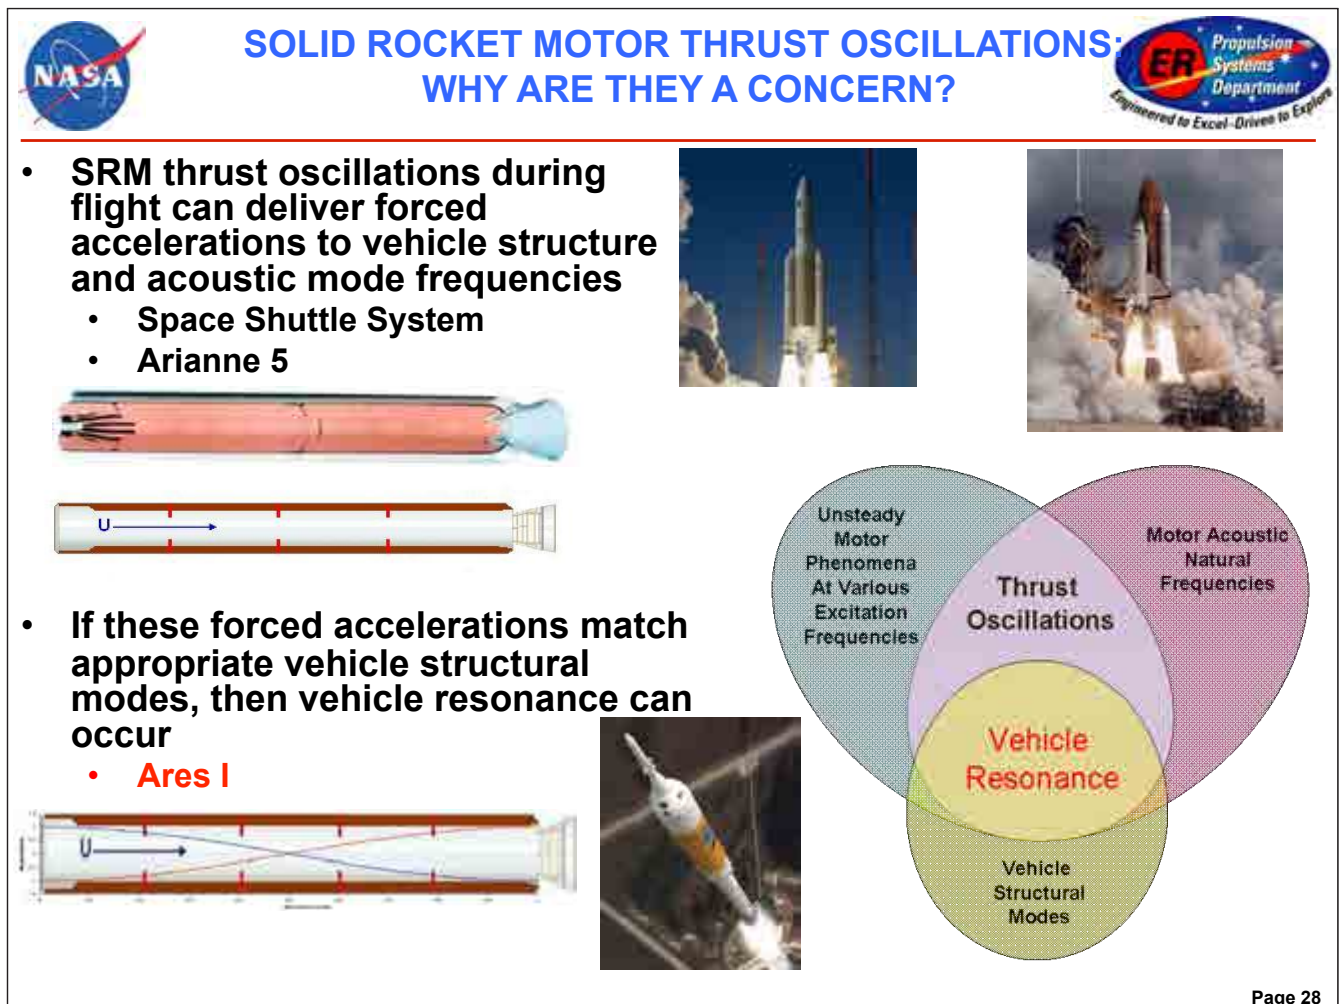 NASA
SOLID ROCKET MOTOR THRUST OSCILLATIONS:
WHY ARE THEY A CONCERN?
ER
Propulsion
Systems
Department
Engineered to Excel-Driven to Explore
• SRM thrust oscillations during
flight can deliver forced
accelerations to vehicle structure
and acoustic mode frequencies
• Space Shuttle System
• Arianne 5
U
• If these forced accelerations match
appropriate vehicle structural
modes, then vehicle resonance can
occur
• Ares I
U
Unsteady
Motor
Phenomena
At Various
Excitation
Frequencies
Thrust
Oscillations
Motor Acoustic
Natural
Frequencies
Vehicle
Resonance
Vehicle
Structural
Modes
Page 28